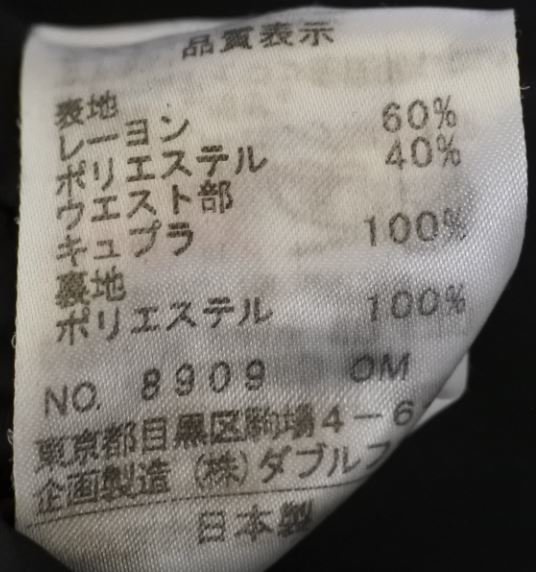 品質表示
表地
レーヨン 60%
ポリエステル 40%
ウエスト部
キュプラ 100%
裏地
ポリエステル 100%
NO. 8909 OM
東京都目黒区駒場4-6
企画製造 (株)ダブルフ
日本製